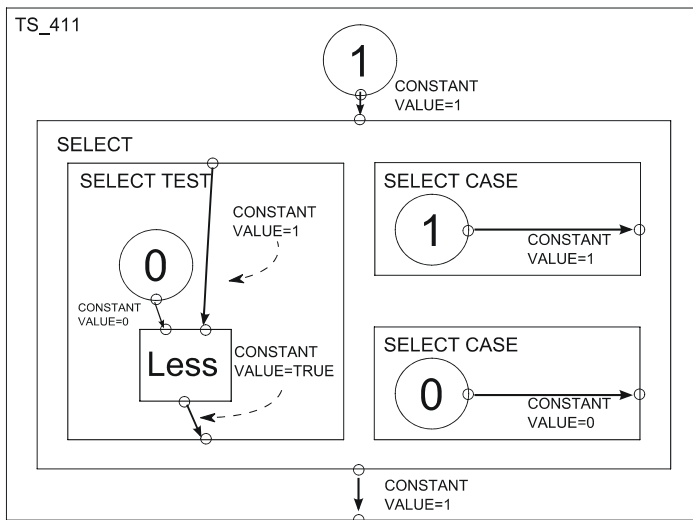 TS_411
1
CONSTANT
VALUE=1
SELECT
SELECT TEST
CONSTANT
VALUE=1
0
CONSTANT
VALUE=0
Less
CONSTANT
VALUE=TRUE
SELECT CASE
1
CONSTANT
VALUE=1
SELECT CASE
0
CONSTANT
VALUE=0
CONSTANT
VALUE=1